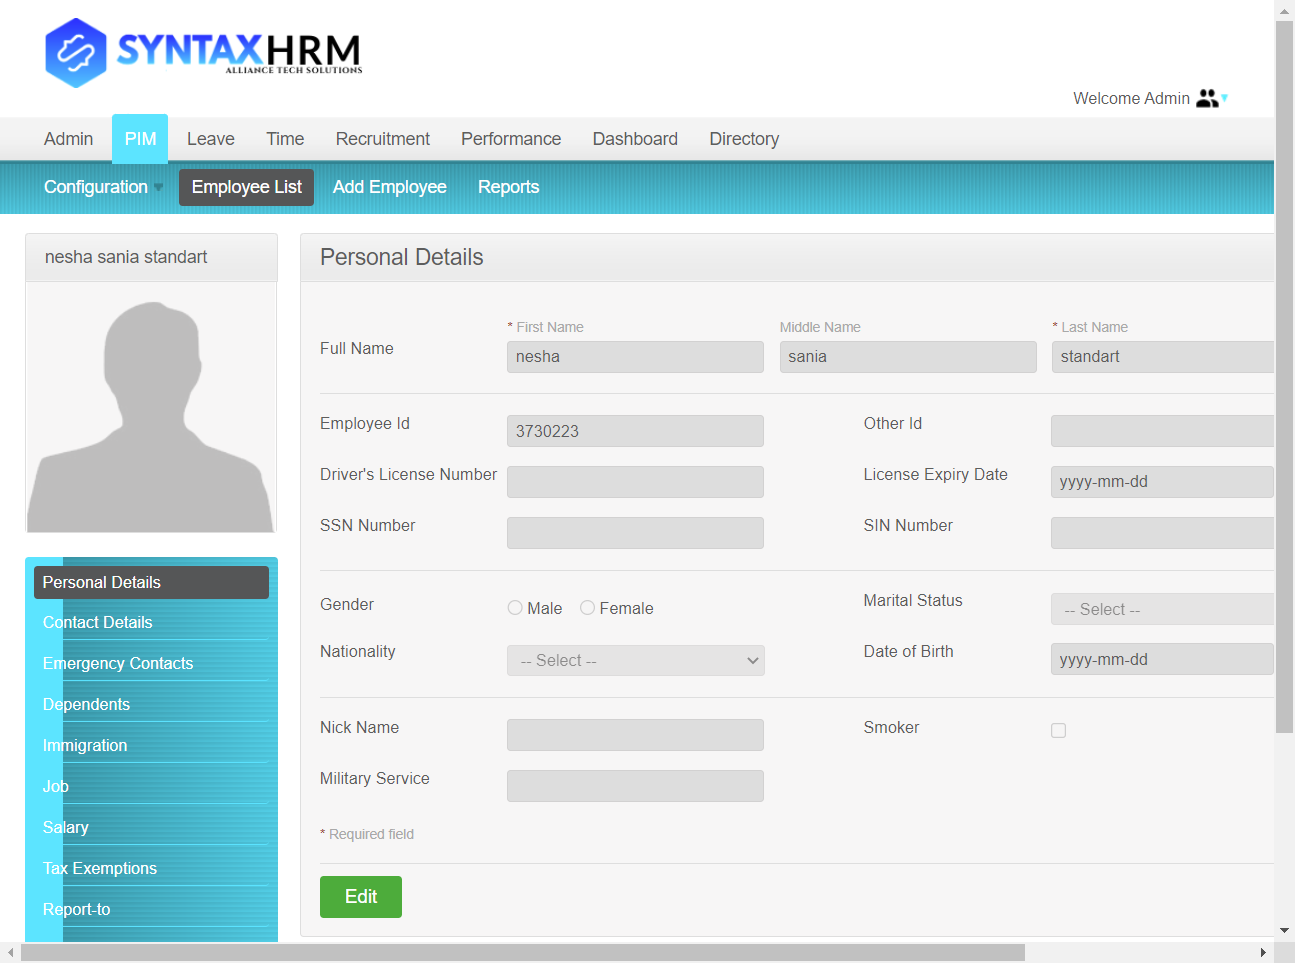 SYNTAXHRM
ALLIANCE TECH SOLUTIONS
Welcome Admin
Admin PIM Leave Time Recruitment Performance Dashboard Directory
Configuration Employee List Add Employee Reports
nesha sania standart
Personal Details
* First Name Middle Name * Last Name
Full Name nesha sania standart
Employee Id 3730223 Other Id
Driver's License Number License Expiry Date yyyy-mm-dd
SSN Number SIN Number
Gender Male Female Marital Status -- Select --
Nationality -- Select -- Date of Birth yyyy-mm-dd
Nick Name Smoker
Military Service
* Required field
Edit
Personal Details
Contact Details
Emergency Contacts
Dependents
Immigration
Job
Salary
Tax Exemptions
Report-to